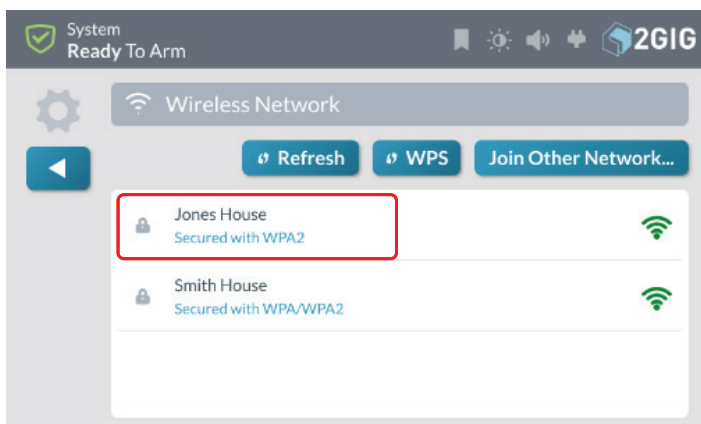 System
Ready To Arm
2GIG
Wireless Network
Refresh
WPS
Join Other Network...
Jones House
Secured with WPA2
Smith House
Secured with WPA/WPA2